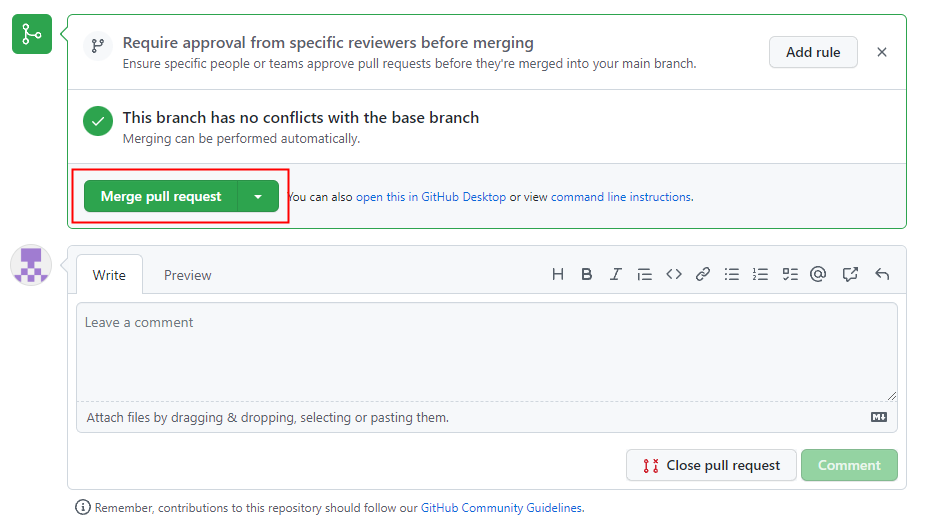 Require approval from specific reviewers before merging
Ensure specific people or teams approve pull requests before they're merged into your main branch.
Add rule
This branch has no conflicts with the base branch
Merging can be performed automatically.
Merge pull request
You can also open this in GitHub Desktop or view command line instructions.
Write
Preview
Leave a comment
Attach files by dragging & dropping, selecting or pasting them.
Close pull request
Comment
Remember, contributions to this repository should follow our GitHub Community Guidelines.